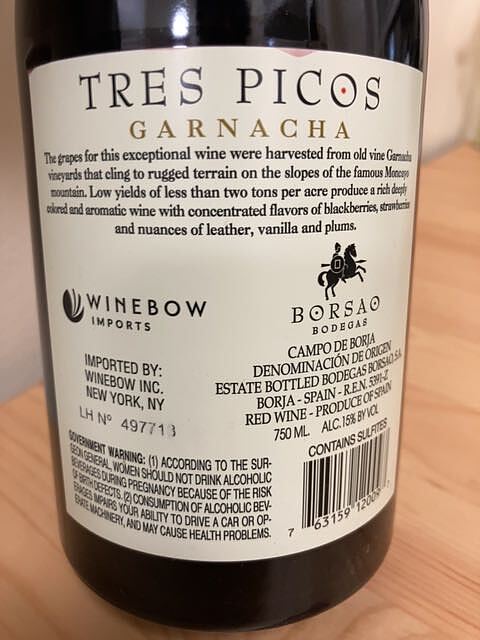 TRES PICOS
GARNACHA
The grapes for this exceptional wine were harvested from old vine Garnacha
vineyards that cling to rugged terrain on the slopes of the famous Moncayo
mountain. Low yields of less than two tons per acre produce a rich deeply
colored and aromatic wine with concentrated flavors of blackberries, strawberries
and nuances of leather, vanilla and plums.
WINEBOW
IMPORTS
IMPORTED BY:
WINEBOW INC.
NEW YORK, NY
LH Nº 497713
BORSAO
BODEGAS
CAMPO DE BORJA
DENOMINACIÓN DE ORIGEN
ESTATE BOTTLED BODEGAS BORSAO, S.A.
BORJA - SPAIN - R.E.N. 3391-Z
RED WINE - PRODUCE OF SPAIN
750 ML ALC. 15% BY VOL
CONTAINS SULFITES
GOVERNMENT WARNING: (1) ACCORDING TO THE SUR-
GEON GENERAL, WOMEN SHOULD NOT DRINK ALCOHOLIC
BEVERAGES DURING PREGNANCY BECAUSE OF THE RISK
OF BIRTH DEFECTS. (2) CONSUMPTION OF ALCOHOLIC BEV-
ERAGES IMPAIRS YOUR ABILITY TO DRIVE A CAR OR OP-
ERATE MACHINERY, AND MAY CAUSE HEALTH PROBLEMS.
7 63159 12009